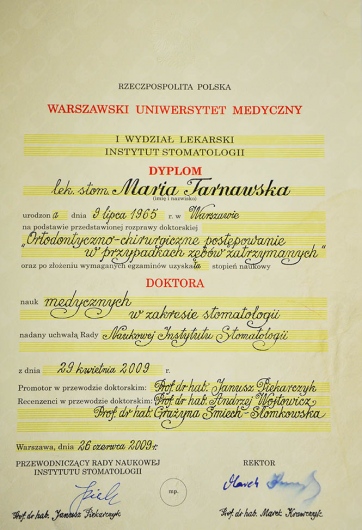 RZECZPOSPOLITA POLSKA
WARSZAWSKI UNIWERSYTET MEDYCZNY
I WYDZIAŁ LEKARSKI
INSTYTUT STOMATOLOGII
DYPLOM
lek. stom. Maria Tarnawska
(imię i nazwisko)
urodzona dnia 9 lipca 1965 r. w Warszawie
na podstawie przedstawionej rozprawy doktorskiej
"Ortodontyczno-chirurgiczne postępowanie
w przypadkach zębów zatrzymanych"
oraz po złożeniu wymaganych egzaminów uzyskała stopień naukowy
DOKTORA
nauk medycznych
w zakresie stomatologii
nadany uchwałą Rady Naukowej Instytutu Stomatologii
z dnia 29 kwietnia 2009 r.
Promotor w przewodzie doktorskim: Prof. dr hab. Janusz Piekarczyk
Recenzenci w przewodzie doktorskim: Prof. dr hab. Andrzej Wojtowicz
Prof. dr hab. Grażyna Śmiech-Słomkowska
Warszawa, dnia 26 czerwca 2009 r.
PRZEWODNICZĄCY RADY NAUKOWEJ
INSTYTUTU STOMATOLOGII
REKTOR
mp.
Prof. dr hab. Janusz Piekarczyk
Prof. dr hab. Marek Krawczyk